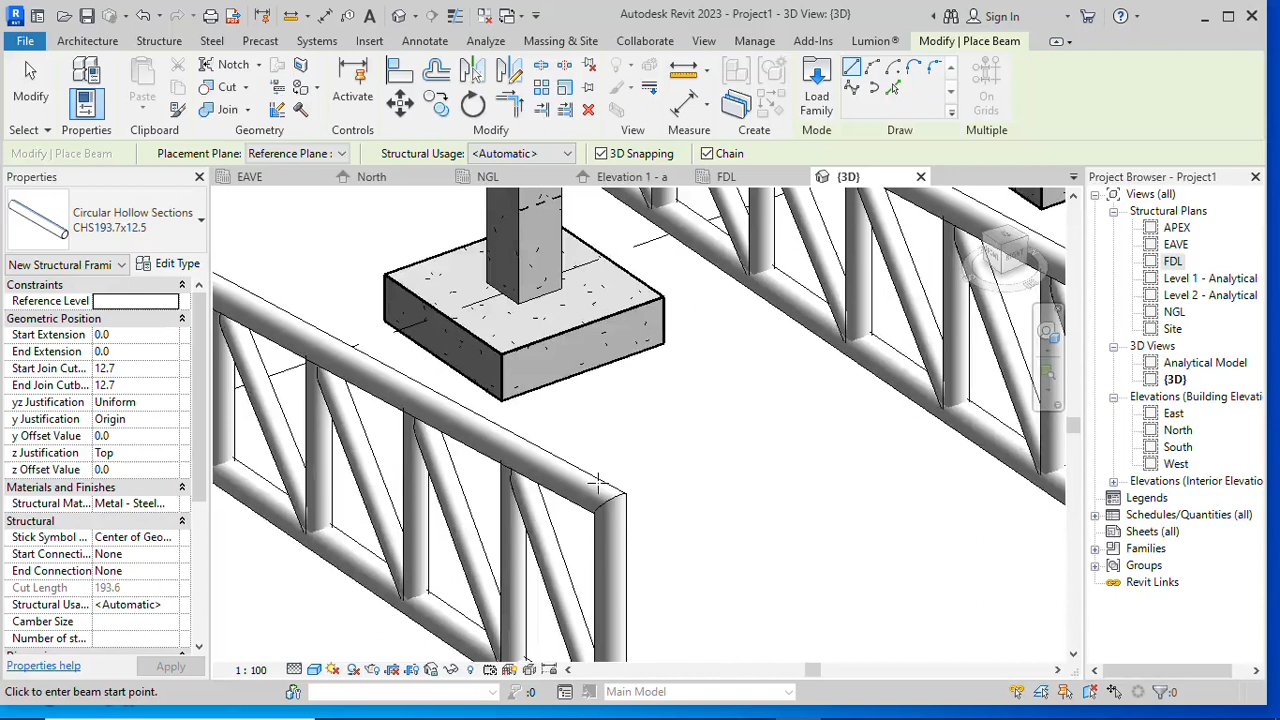 Autodesk Revit 20 - Project1 - 3D View: {3D}
Sign In
File Architecture Structure Steel Precast Systems Insert Annotate Analyze Massing & Site Collaborate View Manage Add-Ins Lumion® Modify | Place Beam
Modify
Paste
Notch
Cut
Join
Activate
Load
Family
On
Grids
Select Properties Clipboard Geometry Controls Modify View Measure Create Mode Draw Multiple
Modify | Place Beam Placement Plane: Reference Plane : Structural Usage: <Automatic> 3D Snapping Chain
Properties
EAVE North NGL Elevation 1 - a FDL {3D}
Project Browser - Project1
Circular Hollow Sections
CHS193.7x12.5
New Structural Frami Edit Type
Constraints
Reference Level
Geometric Position
Start Extension 0.0
End Extension 0.0
Start Join Cut... 12.7
End Join Cutb... 12.7
yz Justification Uniform
y Justification Origin
y Offset Value 0.0
z Justification Top
z Offset Value 0.0
Materials and Finishes
Structural Mat... Metal - Steel...
Structural
Stick Symbol ... Center of Geo...
Start Connecti... None
End Connection None
Cut Length 193.6
Structural Usa... <Automatic>
Camber Size
Number of st...
Properties help Apply
Views (all)
Structural Plans
APEX
EAVE
FDL
Level 1 - Analytical
Level 2 - Analytical
NGL
Site
3D Views
Analytical Model
{3D}
Elevations (Building Elevati
East
North
South
West
Elevations (Interior Elevatio
Legends
Schedules/Quantities (all)
Sheets (all)
Families
Groups
Revit Links
1 : 100
Click to enter beam start point.
:0
Main Model
:0